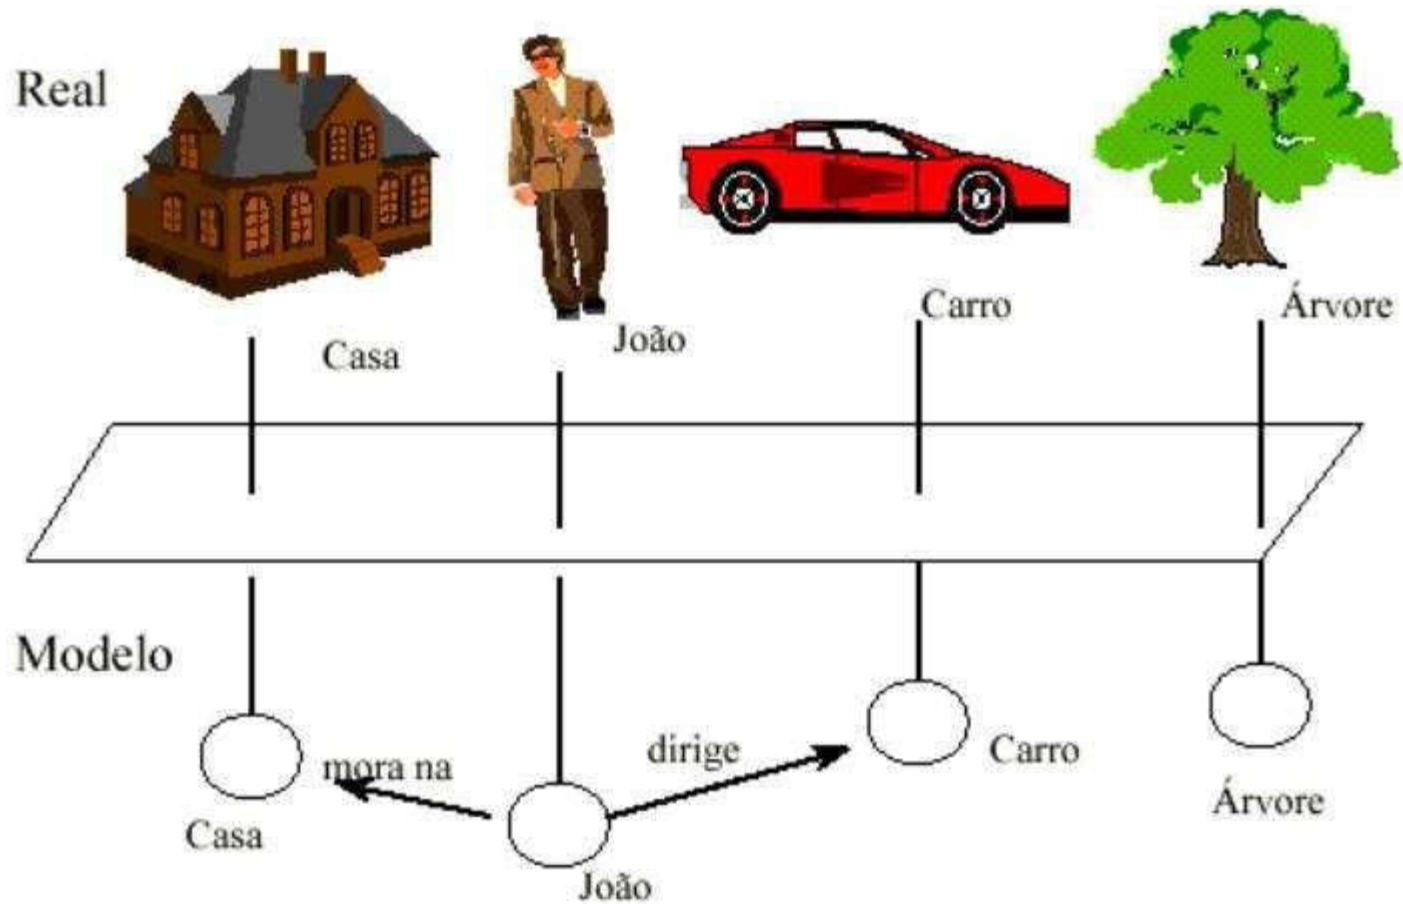 Real
Casa
João
Carro
Árvore
Modelo
mora na
dirige
Casa
João
Carro
Árvore